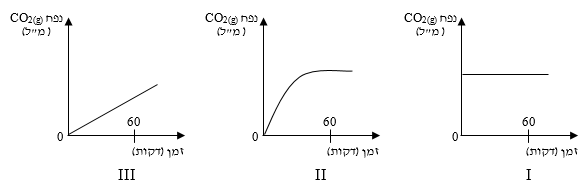 נפח CO2(g)
(מ״ל)
0
60
זמן (דקות)
I
נפח CO2(g)
(מ״ל)
0
60
זמן (דקות)
II
נפח CO2(g)
(מ״ל)
0
60
זמן (דקות)
III